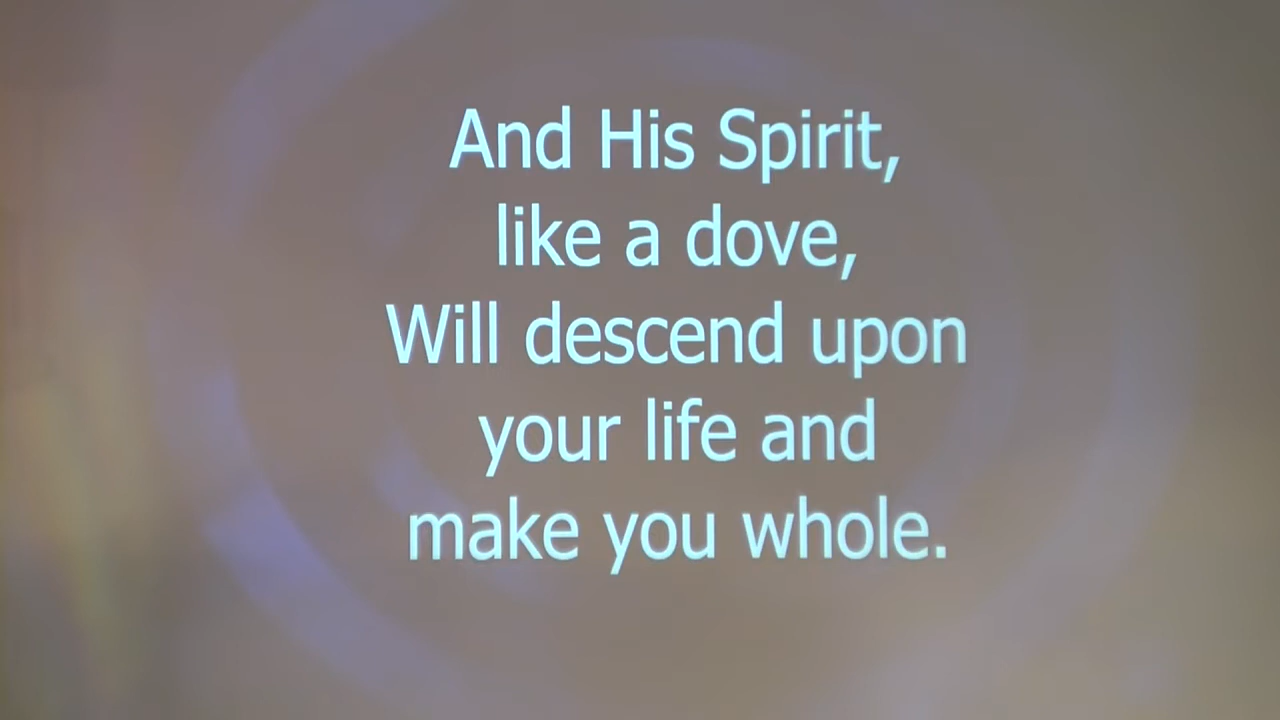 And His Spirit,
like a dove,
Will descend upon
your life and
make you whole.